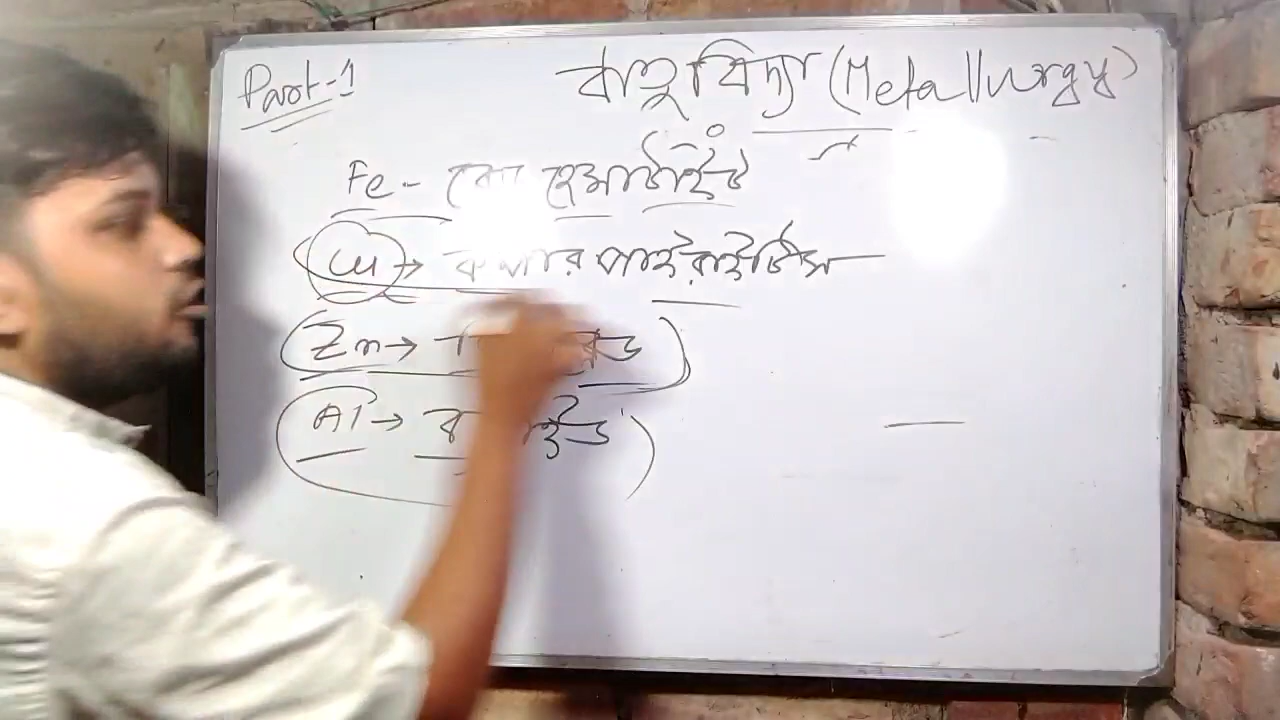 Part-1
ধাতুবিদ্যা (Metallurgy)
Fe - হেমাটাইট
Cu → কপার পাইরাইটিস
Zn →
Al →